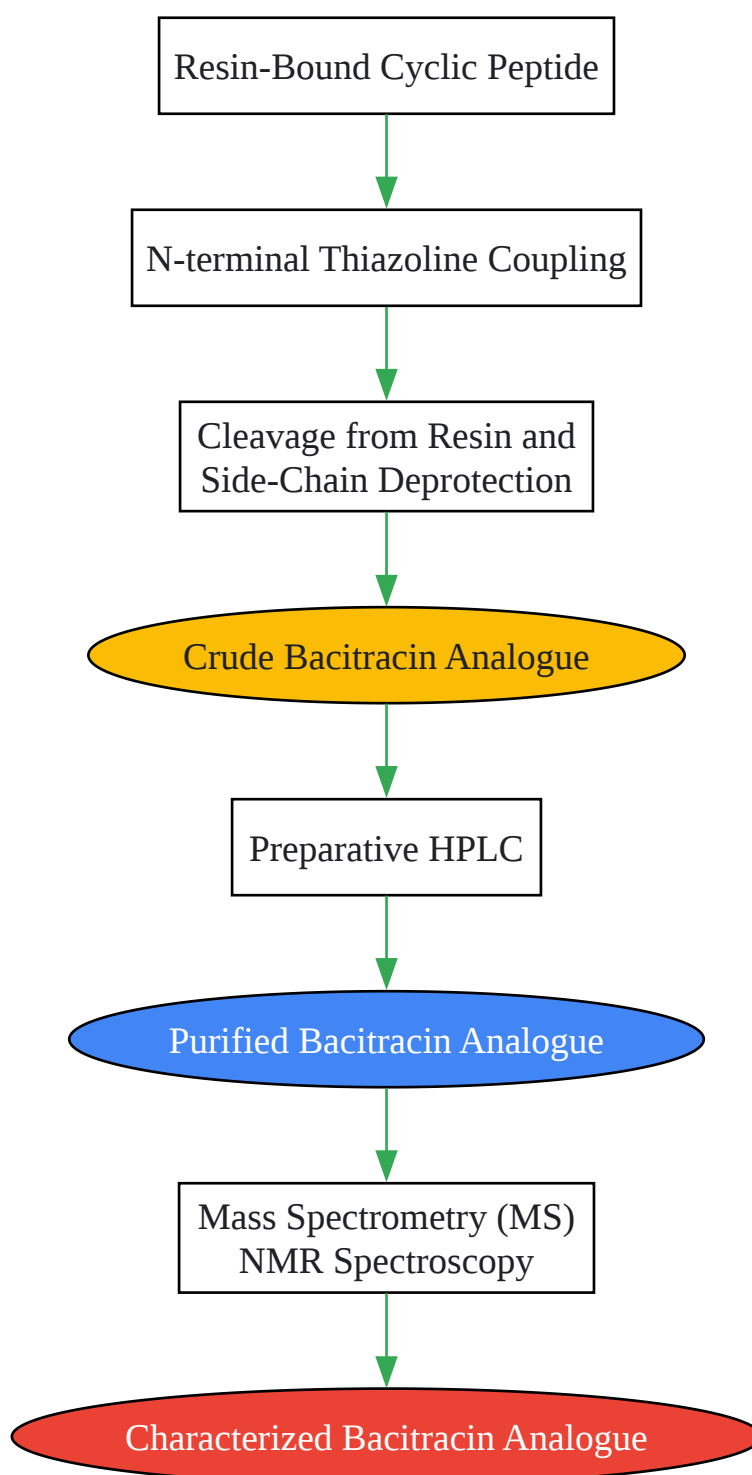 Resin-Bound Cyclic Peptide
N-terminal Thiazoline Coupling
Cleavage from Resin and
Side-Chain Deprotection
Crude Bacitracin Analogue
Preparative HPLC
Purified Bacitracin Analogue
Mass Spectrometry (MS)
NMR Spectroscopy
Characterized Bacitracin Analogue